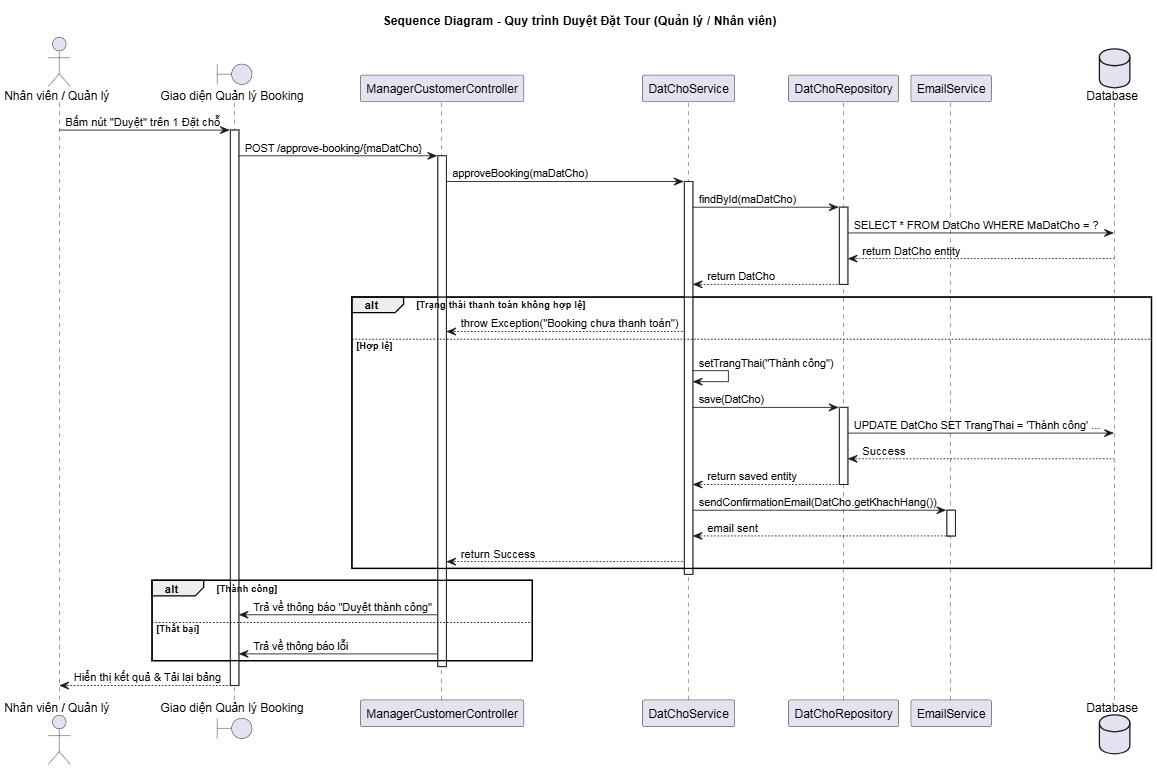 Sequence Diagram - Quy trình Duyệt Đặt Tour (Quản lý / Nhân viên)
Nhân viên / Quản lý
Giao diện Quản lý Booking
ManagerCustomerController
DatChoService
DatChoRepository
EmailService
Database
Bấm nút "Duyệt" trên 1 Đặt chỗ
POST /approve-booking/{maDatCho}
approveBooking(maDatCho)
findById(maDatCho)
SELECT * FROM DatCho WHERE MaDatCho = ?
return DatCho entity
return DatCho
alt
[Trạng thái thanh toán không hợp lệ]
throw Exception("Booking chưa thanh toán")
[Hợp lệ]
setTrangThai("Thành công")
save(DatCho)
UPDATE DatCho SET TrangThai = 'Thành công' ...
Success
return saved entity
sendConfirmationEmail(DatCho.getKhachHang())
email sent
return Success
alt
[Thành công]
Trả về thông báo "Duyệt thành công"
[Thất bại]
Trả về thông báo lỗi
Hiển thị kết quả & Tải lại bảng
Nhân viên / Quản lý
Giao diện Quản lý Booking
ManagerCustomerController
DatChoService
DatChoRepository
EmailService
Database